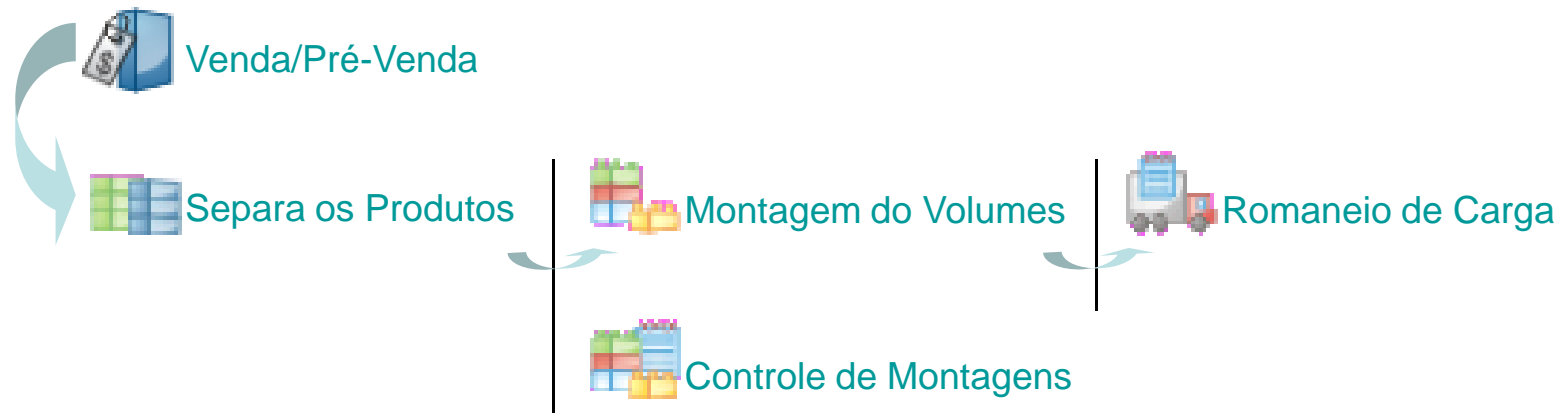 Venda/Pré-Venda
Separa os Produtos
Montagem do Volumes
Romaneio de Carga
Controle de Montagens